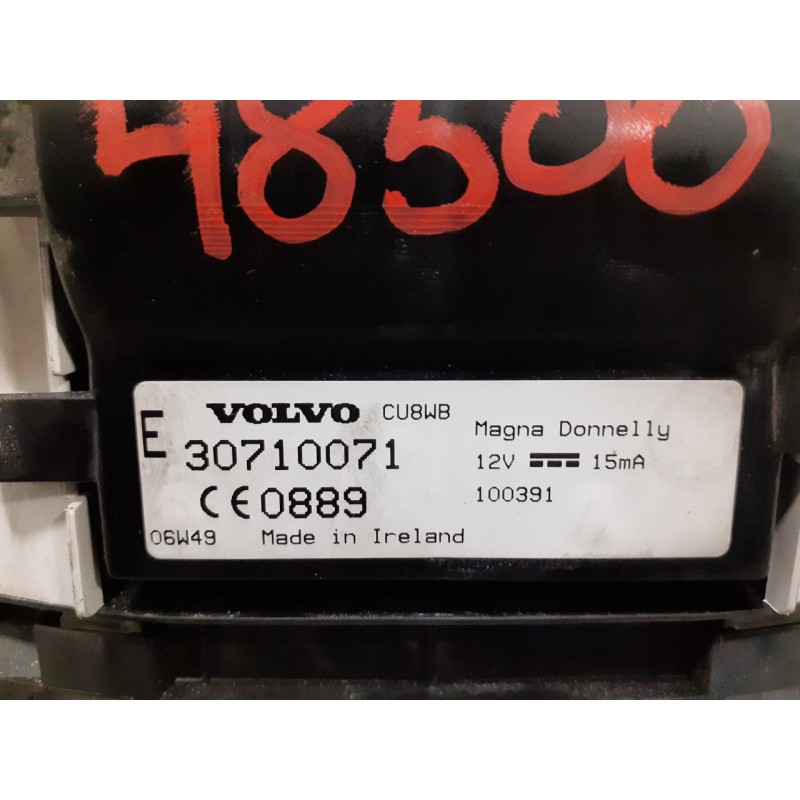 48500
VOLVO CU8WB
E 30710071
CE0889
06W49 Made in Ireland
Magna Donnelly
12V 15mA
100391